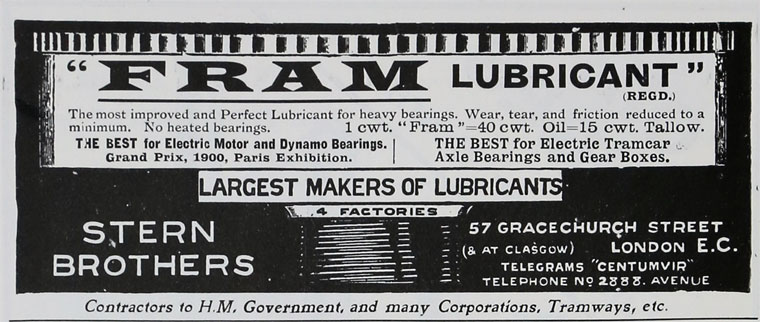 "FRAM LUBRICANT"
(REGD.)
The most improved and Perfect Lubricant for heavy bearings. Wear, tear, and friction reduced to a
minimum. No heated bearings. 1 cwt. "Fram"=40 cwt. Oil=15 cwt. Tallow.
THE BEST for Electric Motor and Dynamo Bearings.
Grand Prix, 1900, Paris Exhibition.
THE BEST for Electric Tramcar
Axle Bearings and Gear Boxes.
LARGEST MAKERS OF LUBRICANTS
4 FACTORIES
STERN
BROTHERS
57 GRACECHURCH STREET
(& AT GLASGOW) LONDON E.C.
TELEGRAMS "CENTUMVIR"
TELEPHONE No 2888. AVENUE
Contractors to H.M. Government, and many Corporations, Tramways, etc.